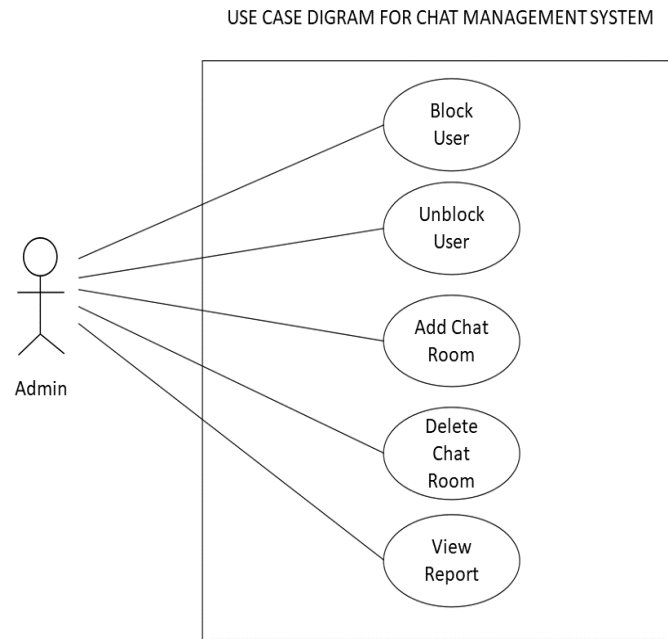 USE CASE DIGRAM FOR CHAT MANAGEMENT SYSTEM
Block
User
Unblock
User
Add Chat
Room
Admin
Delete
Chat
Room
View
Report